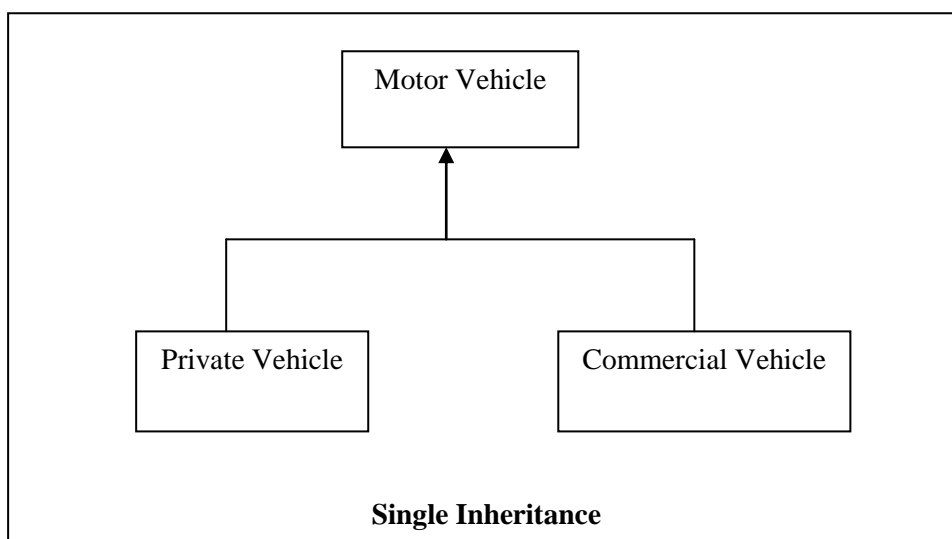 Motor Vehicle
Private Vehicle
Commercial Vehicle
Single Inheritance